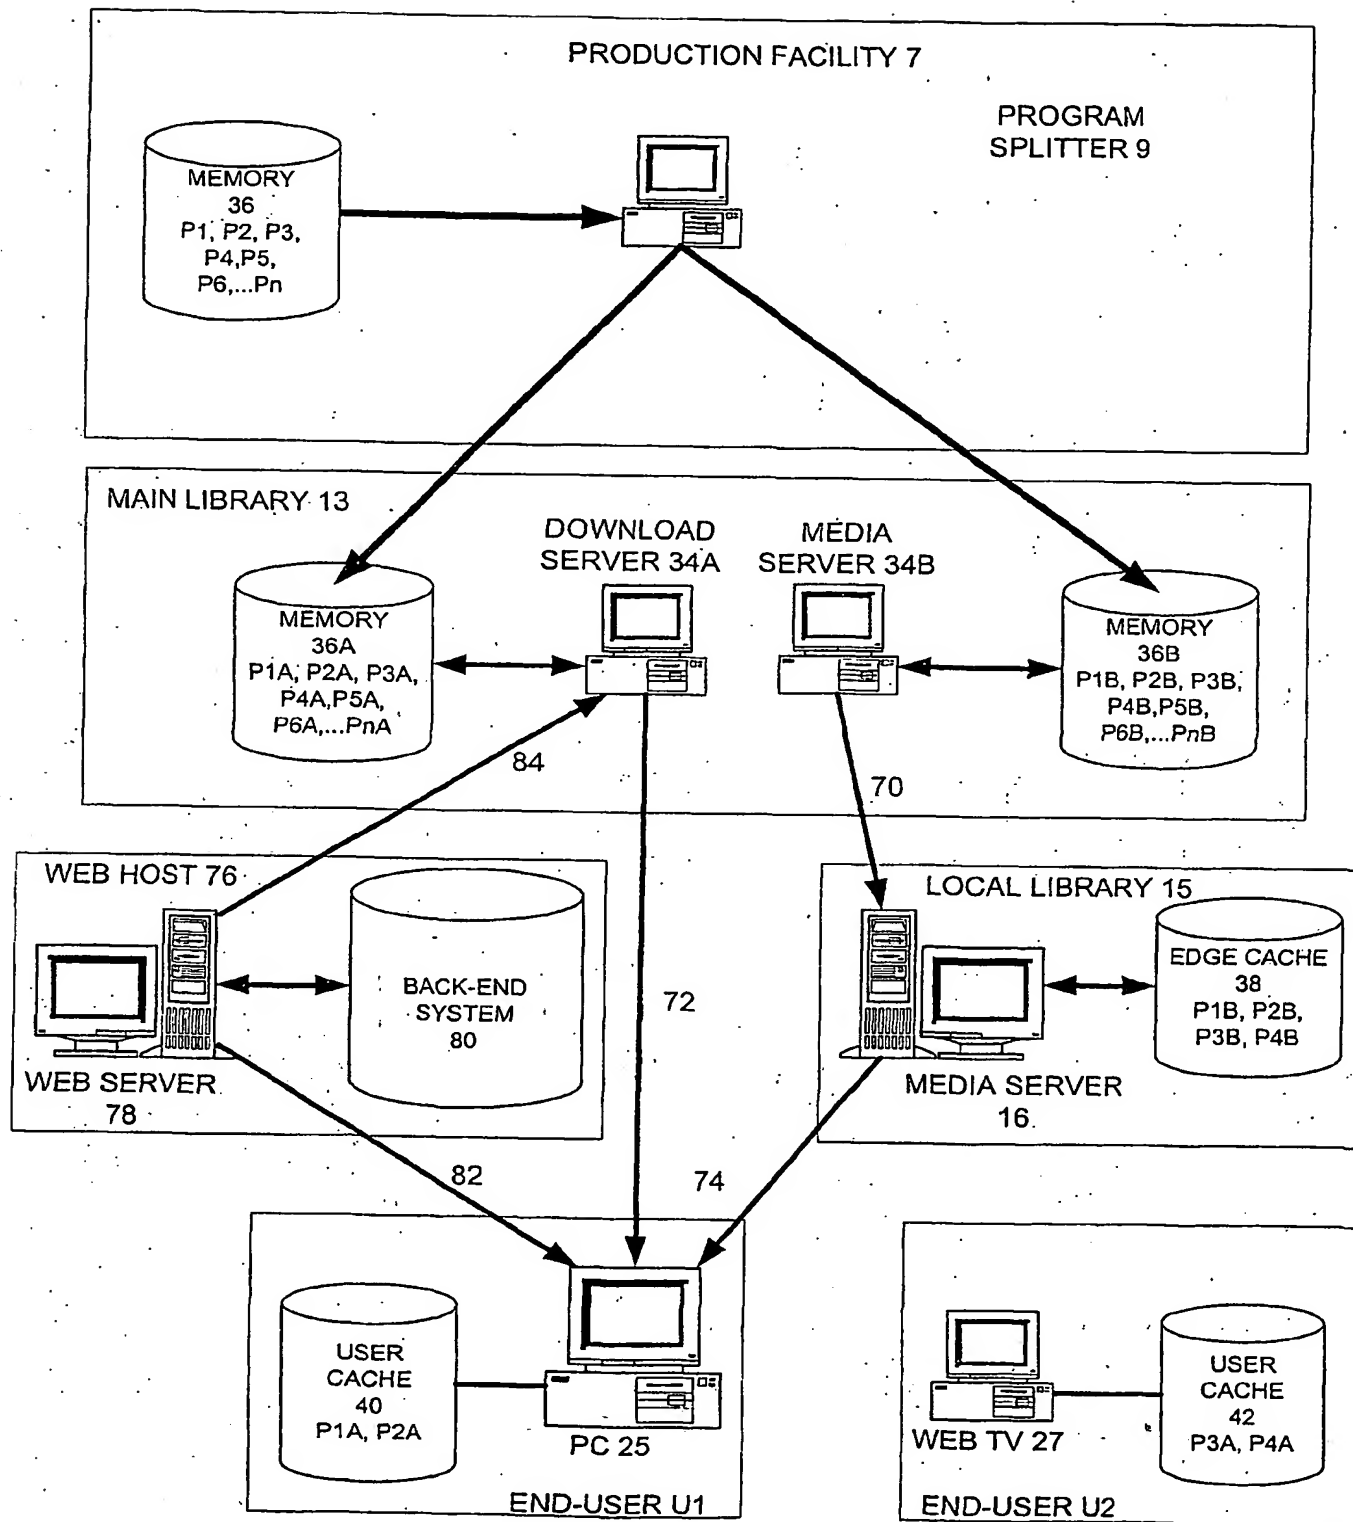 PRODUCTION FACILITY 7
PROGRAM
SPLITTER 9
MEMORY
36
P1, P2, P3,
P4,P5,
P6,...Pn
MAIN LIBRARY 13
DOWNLOAD
SERVER 34A
MEDIA
SERVER 34B
MEMORY
36A
P1A, P2A, P3A,
P4A,P5A,
P6A,...PnA
MEMORY
36B
P1B, P2B, P3B,
P4B,P5B,
P6B,...PnB
84
70
WEB HOST 76
BACK-END
SYSTEM
80
WEB SERVER
78
72
LOCAL LIBRARY 15
EDGE CACHE
38
P1B, P2B,
P3B, P4B
MEDIA SERVER
16
82
74
USER
CACHE
40
P1A, P2A
PC 25
END-USER U1
WEB TV 27
USER
CACHE
42
P3A, P4A
END-USER U2